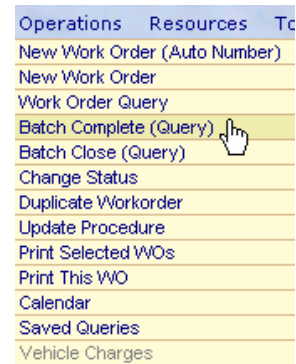 Operations Resources To
New Work Order (Auto Number)
New Work Order
Work Order Query
Batch Complete (Query)
Batch Close (Query)
Change Status
Duplicate Workorder
Update Procedure
Print Selected WOs
Print This WO
Calendar
Saved Queries
Vehicle Charges